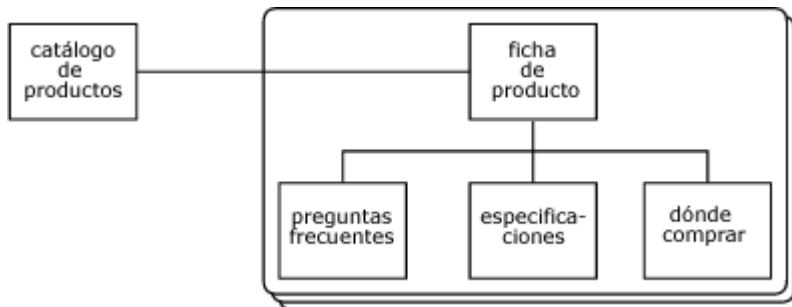 catálogo
de
productos
ficha
de
producto
preguntas
frecuentes
especifica-
ciones
dónde
comprar